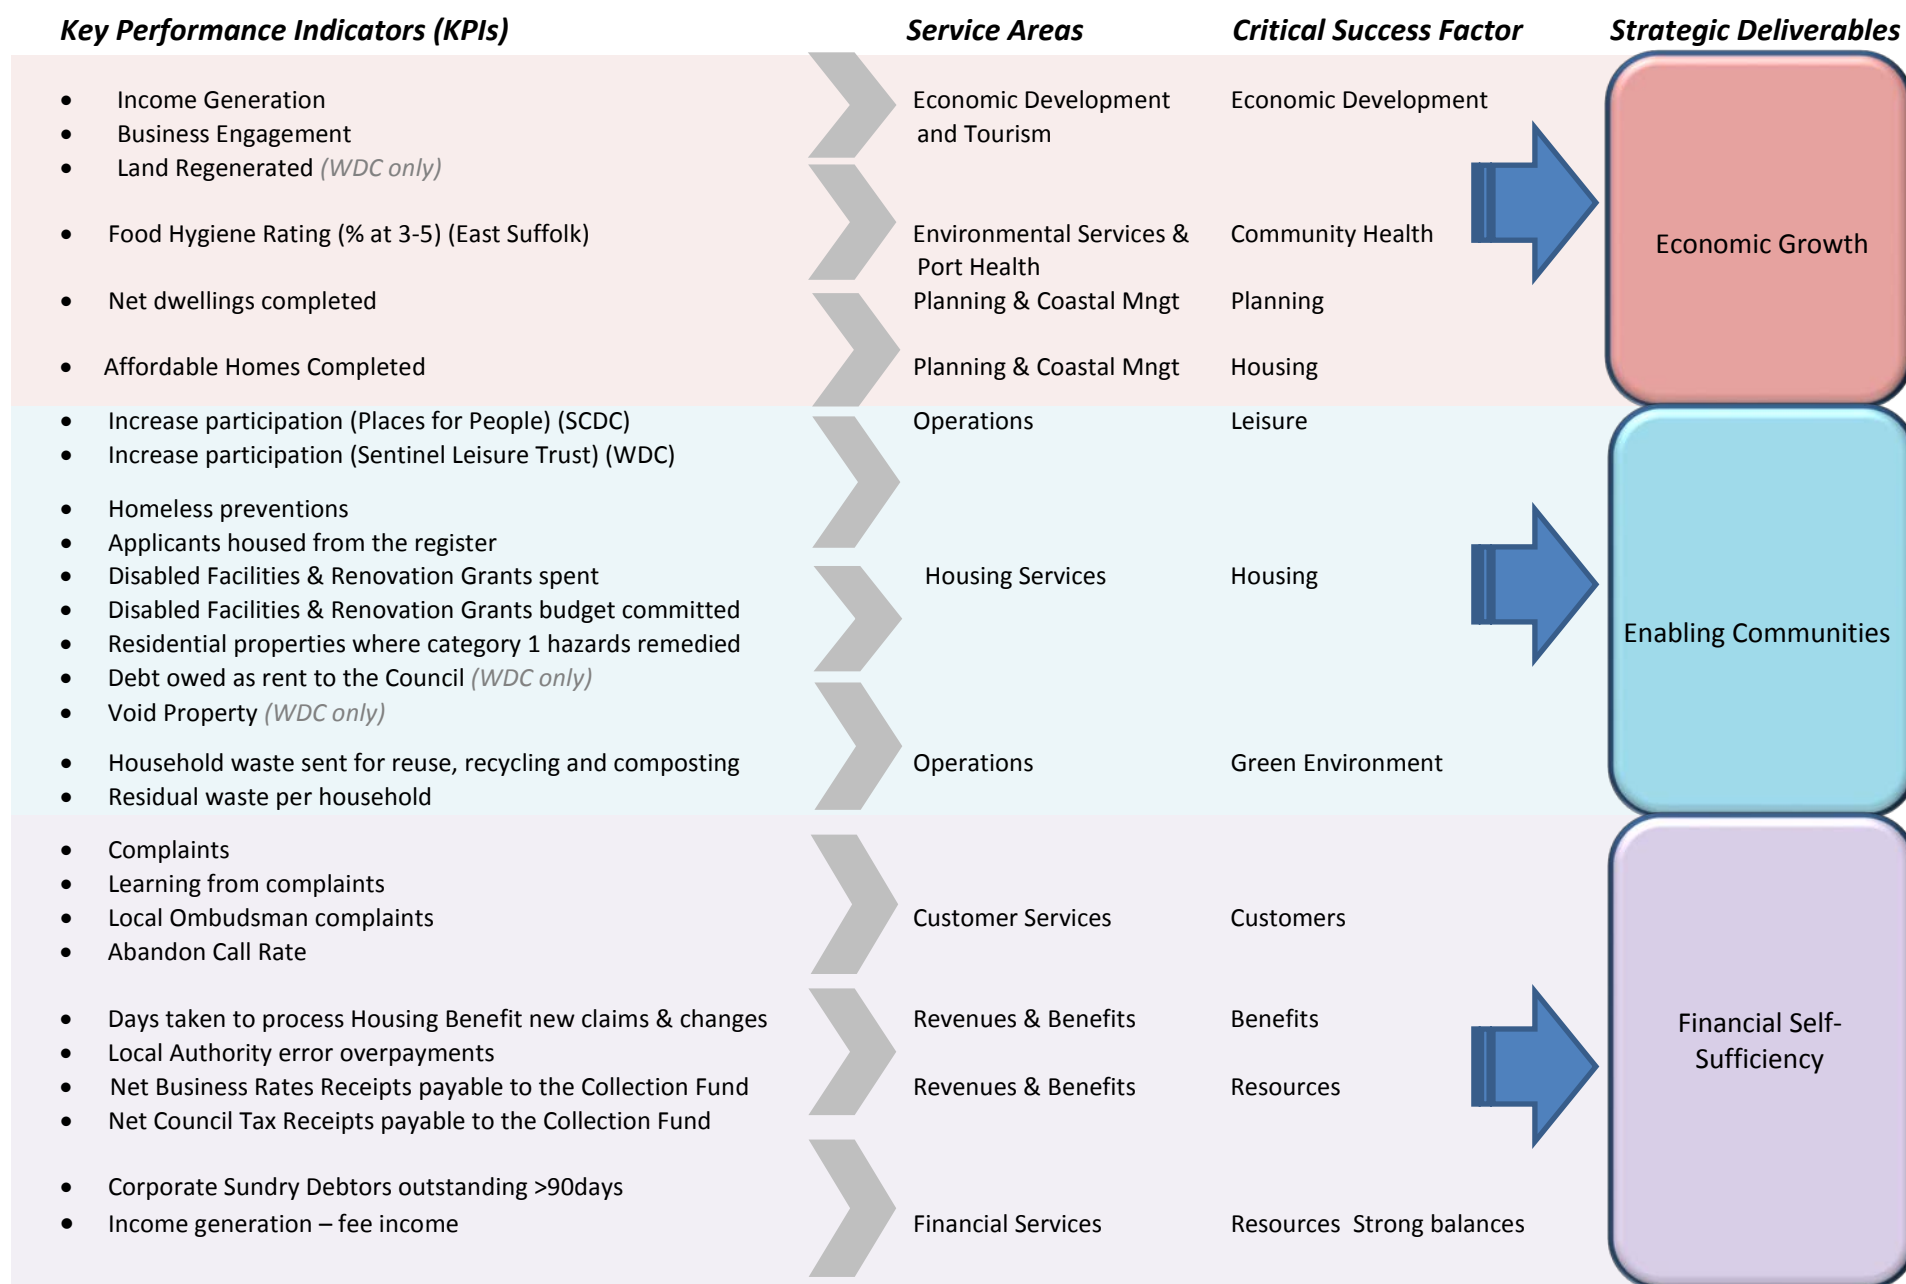 Key Performance Indicators (KPIs) Service Areas Critical Success Factor Strategic Deliverables
• Income Generation Economic Development Economic Development
• Business Engagement and Tourism
• Land Regenerated (WDC only)
• Food Hygiene Rating (% at 3-5) (East Suffolk) Environmental Services & Community Health
Economic Growth
Port Health
• Net dwellings completed Planning & Coastal Mngt Planning
• Affordable Homes Completed Planning & Coastal Mngt Housing
• Increase participation (Places for People) (SCDC) Operations Leisure
• Increase participation (Sentinel Leisure Trust) (WDC)
• Homeless preventions
• Applicants housed from the register
• Disabled Facilities & Renovation Grants spent Housing Services Housing
• Disabled Facilities & Renovation Grants budget committed
Enabling Communities
• Residential properties where category 1 hazards remedied
• Debt owed as rent to the Council (WDC only)
• Void Property (WDC only)
• Household waste sent for reuse, recycling and composting Operations Green Environment
• Residual waste per household
• Complaints
• Learning from complaints
• Local Ombudsman complaints Customer Services Customers
• Abandon Call Rate
• Days taken to process Housing Benefit new claims & changes Revenues & Benefits Benefits Financial Self-
• Local Authority error overpayments Sufficiency
• Net Business Rates Receipts payable to the Collection Fund Revenues & Benefits Resources
• Net Council Tax Receipts payable to the Collection Fund
• Corporate Sundry Debtors outstanding >90days
• Income generation – fee income Financial Services Resources Strong balances